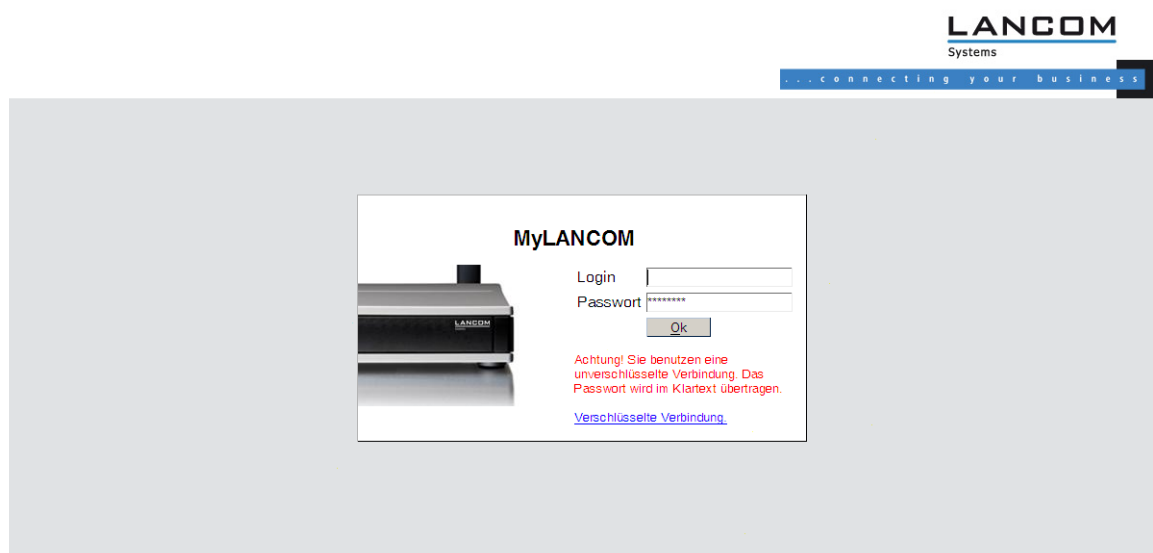 LANCOM
Systems
...connecting your business
MyLANCOM
Login
Passwort ********
Ok
LANCOM
Achtung! Sie benutzen eine
unverschlüsselte Verbindung. Das
Passwort wird im Klartext übertragen.
Verschlüsselte Verbindung.